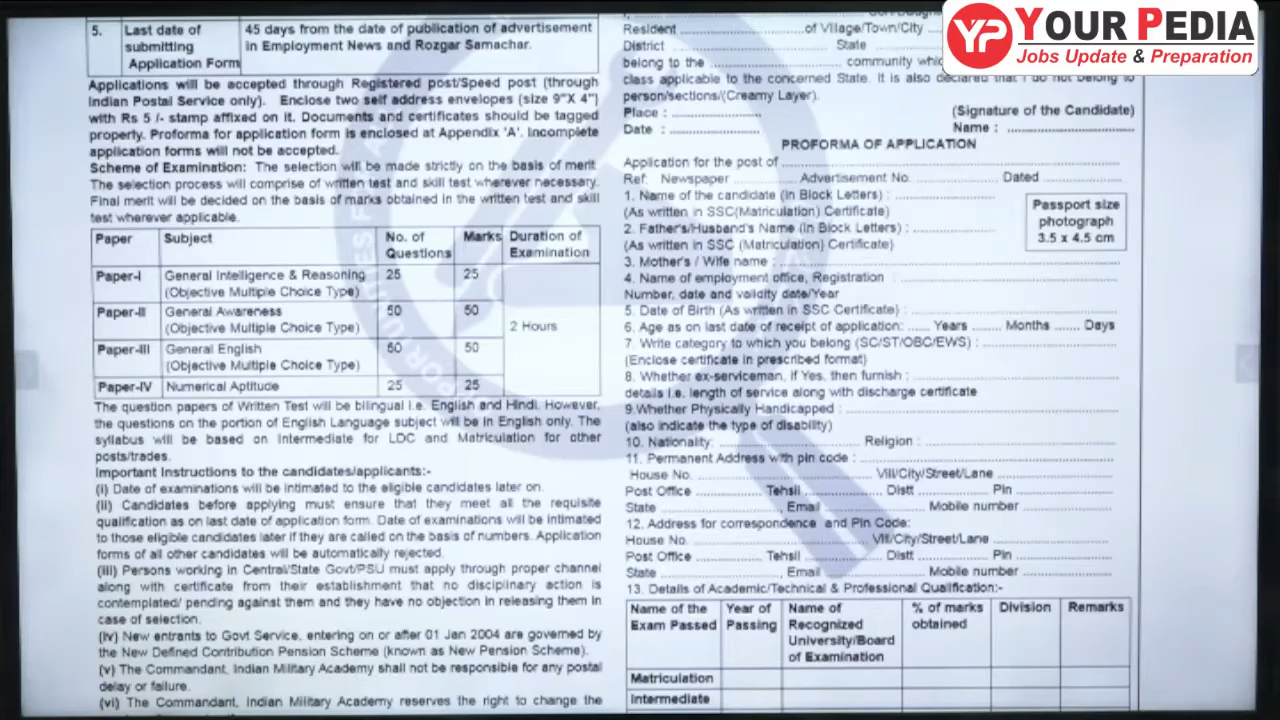 YP YOUR PEDIA
Jobs Update & Preparation
5. Last date of submitting Application Form 45 days from the date of publication of advertisement in Employment News and Rozgar Samachar.
Applications will be accepted through Registered post/Speed post (through
Indian Postal Service only). Enclose two self address envelopes (size 9"X 4")
with Rs 5 /- stamp affixed on it. Documents and certificates should be tagged
properly. Proforma for application form is enclosed at Appendix 'A'. Incomplete
application forms will not be accepted.
Scheme of Examination: The selection will be made strictly on the basis of merit
The selection process will comprise of written test and skill test wherever necessary.
Final merit will be decided on the basis of marks obtained in the written test and skill
test wherever applicable.
Paper Subject No. of Questions Marks Duration of Examination
Paper-I General Intelligence & Reasoning (Objective Multiple Choice Type) 25 25
Paper-II General Awareness (Objective Multiple Choice Type) 50 50
2 Hours
Paper-III General English (Objective Multiple Choice Type) 50 50
Paper-IV Numerical Aptitude 25 25
The question papers of Written Test will be bilingual i.e. English and Hindi. However,
the questions on the portion of English Language subject will be in English only. The
syllabus will be based on Intermediate for LDC and Matriculation for other
posts/trades.
Important Instructions to the candidates/applicants:-
(i) Date of examinations will be intimated to the eligible candidates later on.
(ii) Candidates before applying must ensure that they meet all the requisite
qualification as on last date of application form. Date of examinations will be intimated
to those eligible candidates later if they are called on the basis of numbers. Application
forms of all other candidates will be automatically rejected.
(iii) Persons working in Central/State Govt/PSU must apply through proper channel
along with certificate from their establishment that no disciplinary action is
contemplated/ pending against them and they have no objection in releasing them in
case of selection.
(iv) New entrants to Govt Service, entering on or after 01 Jan 2004 are governed by
the New Defined Contribution Pension Scheme (known as New Pension Scheme).
(v) The Commandant, Indian Military Academy shall not be responsible for any postal
delay or failure.
(vi) The Commandant, Indian Military Academy reserves the right to change the
Resident ........ of Village/Town/City ........
District ........ State
belong to the ........ community
class applicable to the concerned State. It is also declared that I do not belong to
person/sections/(Creamy Layer).
Place : ........ (Signature of the Candidate)
Date : ........ Name : ........
PROFORMA OF APPLICATION
Application for the post of ........
Ref: Newspaper ........ Advertisement No. ........ Dated ........
1. Name of the candidate (in Block Letters) : ........
(As written in SSC(Matriculation) Certificate)
2. Father's/Husband's Name (In Block Letters) : ........
(As written in SSC (Matriculation) Certificate)
Passport size
photograph
3.5 x 4.5 cm
3. Mother's / Wife name : ........
4. Name of employment office, Registration ........
Number, date and validity date/Year
5. Date of Birth (As written in SSC Certificate) : ........
6. Age as on last date of receipt of application: ...... Years ....... Months ....... Days
7. Write category to which you belong (SC/ST/OBC/EWS) : ........
(Enclose certificate in prescribed format)
8. Whether ex-serviceman, if Yes, then furnish : ........
details i.e. length of service along with discharge certificate
9.Whether Physically Handicapped : ........
(also indicate the type of disability)
10. Nationality: ........ Religion : ........
11. Permanent Address with pin code : ........
House No. ........ Vill/City/Street/Lane ........
Post Office ........ Tehsil ........ Distt ........ Pin ........
State ........ Email ........ Mobile number ........
12. Address for correspondence and Pin Code:
House No. ........ Vill/City/Street/Lane ........
Post Office ........ Tehsil ........ Distt ........ Pin ........
State ........ Email ........ Mobile number ........
13. Details of Academic/Technical & Professional Qualification:-
Name of the Exam Passed Year of Passing Name of Recognized University/Board of Examination % of marks obtained Division Remarks
Matriculation
Intermediate